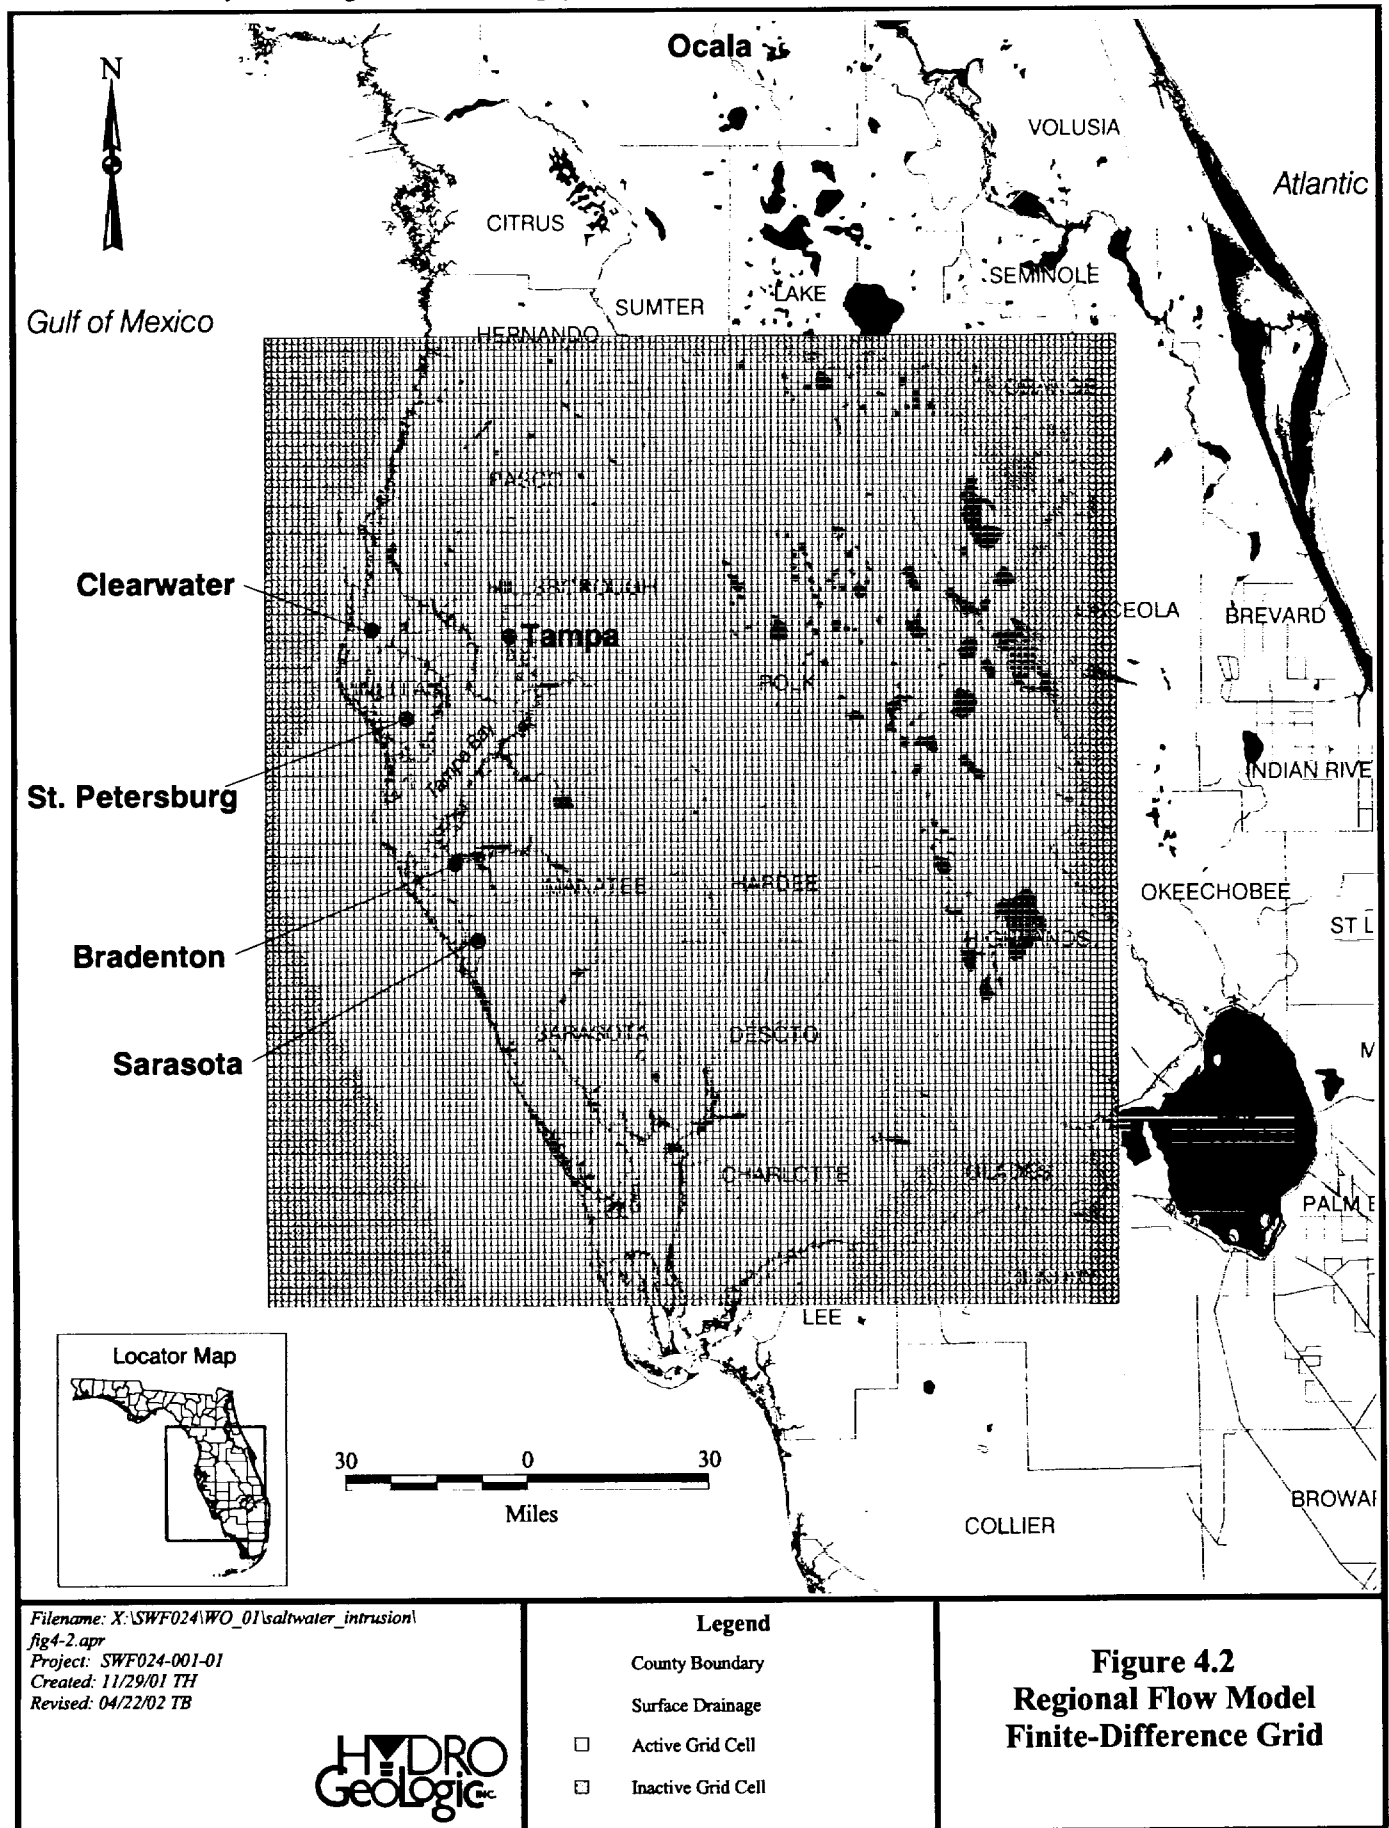 Ocala
N
VOLUSIA
Atlantic
CITRUS
SEMINOLE
LAKE
SUMTER
Gulf of Mexico
HERNANDO
PASCO
Clearwater
HILLSBOROUGH
CEOLA
BREVARD
Tampa
POLK
Tampa Bay
INDIAN RIVE
St. Petersburg
MANATEE
HARDEE
OKEECHOBEE
ST L
Bradenton
Sarasota
SARASOTA
DESOTO
M
CHARLOTTE
GLADES
PALM B
LEE
Locator Map
30 0 30
Miles
BROWAR
COLLIER
Filename: X:\SWF024\WO_01\saltwater_intrusion\
fig4-2.apr
Project: SWF024-001-01
Created: 11/29/01 TH
Revised: 04/22/02 TB
HYDRO
GeoLogic INC.
Legend
County Boundary
Surface Drainage
Active Grid Cell
Inactive Grid Cell
Figure 4.2
Regional Flow Model
Finite-Difference Grid